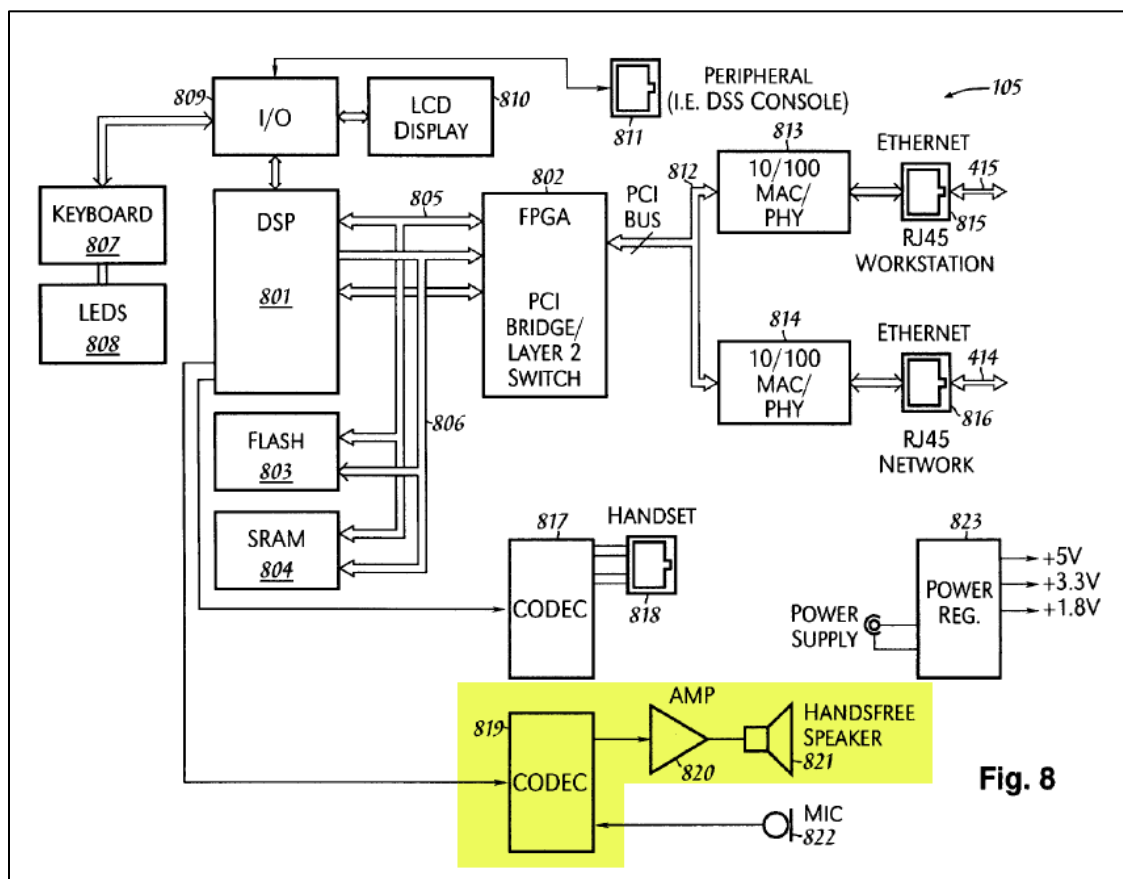 809
I/O
LCD
DISPLAY
810
811
PERIPHERAL
(I.E. DSS CONSOLE)
105
KEYBOARD
807
LEDS
808
DSP
801
805
806
802
FPGA
PCI
BRIDGE/
LAYER 2
SWITCH
812
PCI
BUS
813
10/100
MAC/
PHY
ETHERNET
415
815
RJ45
WORKSTATION
814
10/100
MAC/
PHY
ETHERNET
414
816
RJ45
NETWORK
FLASH
803
SRAM
804
817
CODEC
HANDSET
818
823
POWER
REG.
+5V
+3.3V
+1.8V
POWER
SUPPLY
819
CODEC
AMP
820
HANDSFREE
SPEAKER
821
MIC
822
Fig. 8